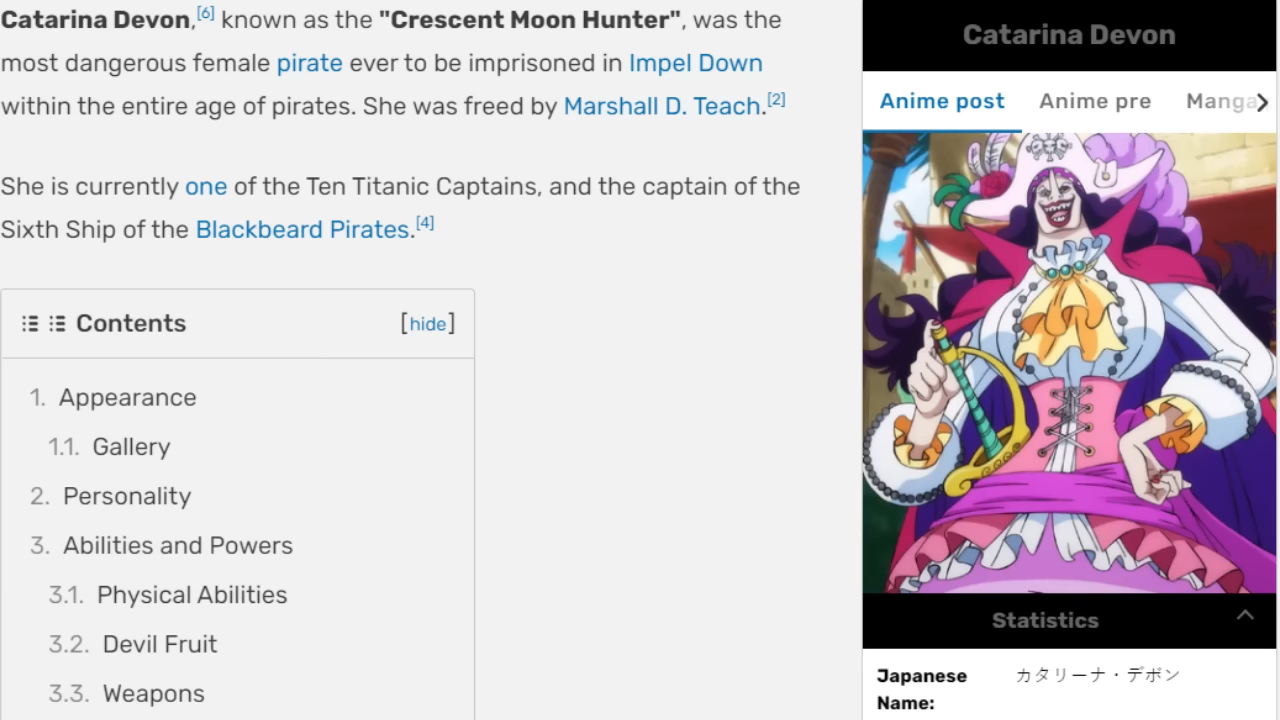 Catarina Devon,[6] known as the "Crescent Moon Hunter", was the
most dangerous female pirate ever to be imprisoned in Impel Down
within the entire age of pirates. She was freed by Marshall D. Teach.[2]
She is currently one of the Ten Titanic Captains, and the captain of the
Sixth Ship of the Blackbeard Pirates.[4]
Contents [hide]
1. Appearance
1.1. Gallery
2. Personality
3. Abilities and Powers
3.1. Physical Abilities
3.2. Devil Fruit
3.3. Weapons
Catarina Devon
Anime post Anime pre Manga
Statistics
Japanese カタリーナ・デボン
Name: